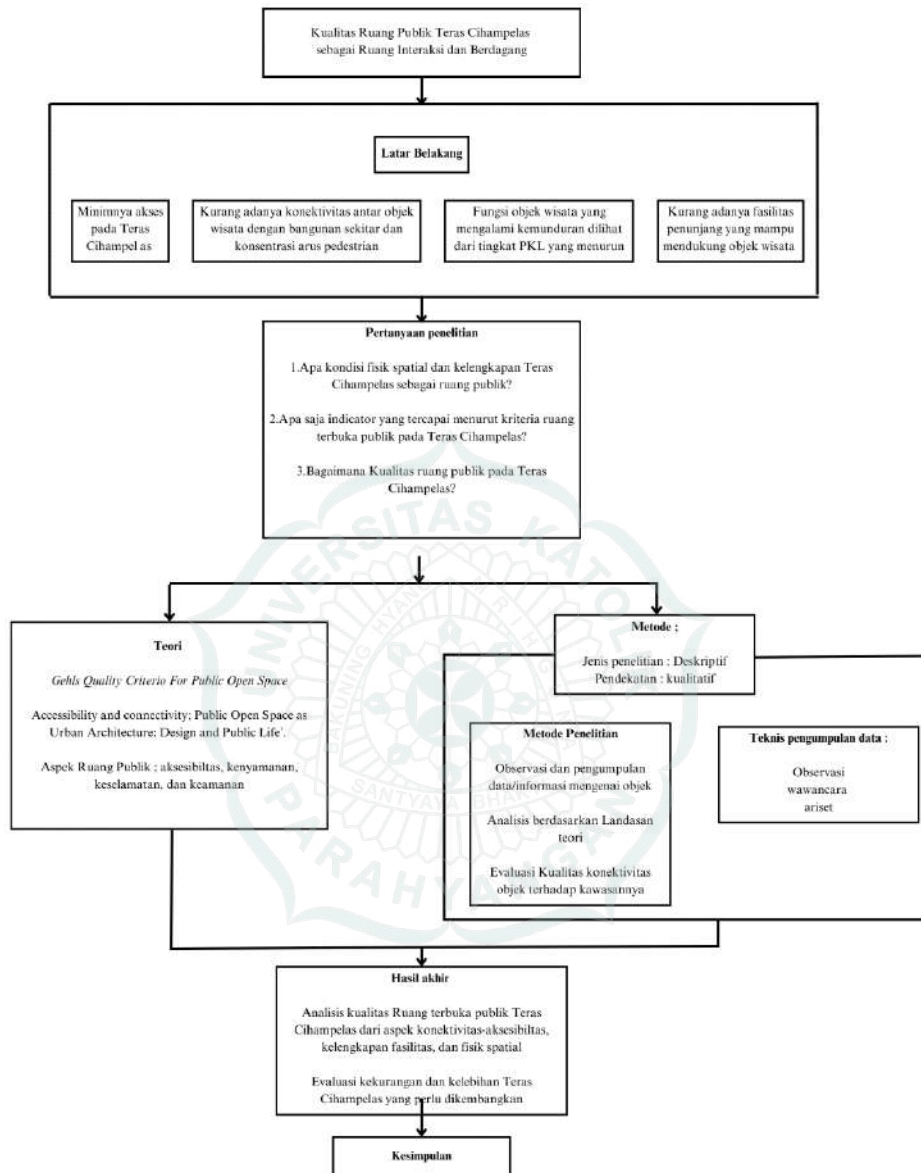 Kualitas Ruang Publik Teras Cihampelas
sebagai Ruang Interaksi dan Berdagang
Latar Belakang
Minimnya akses
pada Teras
Cihampel as
Kurang adanya konektivitas antar objek
wisata dengan bangunan sekitar dan
konsentrasi arus pedestrian
Fungsi objek wisata yang
mengalami kemunduran dilihat
dari tingkat PKL yang menurun
Kurang adanya fasilitas
penunjang yang mampu
mendukung objek wisata
Pertanyaan penelitian
1.Apa kondisi fisik spatial dan kelengkapan Teras
Cihampelas sebagai ruang publik?
2.Apa saja indicator yang tercapai menurut kriteria ruang
terbuka publik pada Teras Cihampelas?
3.Bagaimana Kualitas ruang publik pada Teras
Cihampelas?
Teori
Gehls Quality Criterio For Public Open Space
Accessibility and connectivity; Public Open Space as
Urban Architecture: Design and Public Life'.
Aspek Ruang Publik : aksesibiltas, kenyamanan,
keselamatan, dan keamanan
Metode ;
Jenis penelitian : Deskriptif
Pendekatan : kualitatif
Metode Penelitian
Observasi dan pengumpulan
data/informasi mengenai objek
Analisis berdasarkan Landasan
teori
Evaluasi Kualitas konektivitas
objek terhadap kawasannya
Teknis pengumpulan data :
Observasi
wawancara
ariset
Hasil akhir
Analisis kualitas Ruang terbuka publik Teras
Cihampelas dari aspek konektivitas-aksesibiltas,
kelengkapan fasilitas, dan fisik spatial
Evaluasi kekurangan dan kelebihan Teras
Cihampelas yang perlu dikembangkan
Kesimpulan
UNIVERSITAS KATOLIK
PARAHYANGAN
SANTYAYA